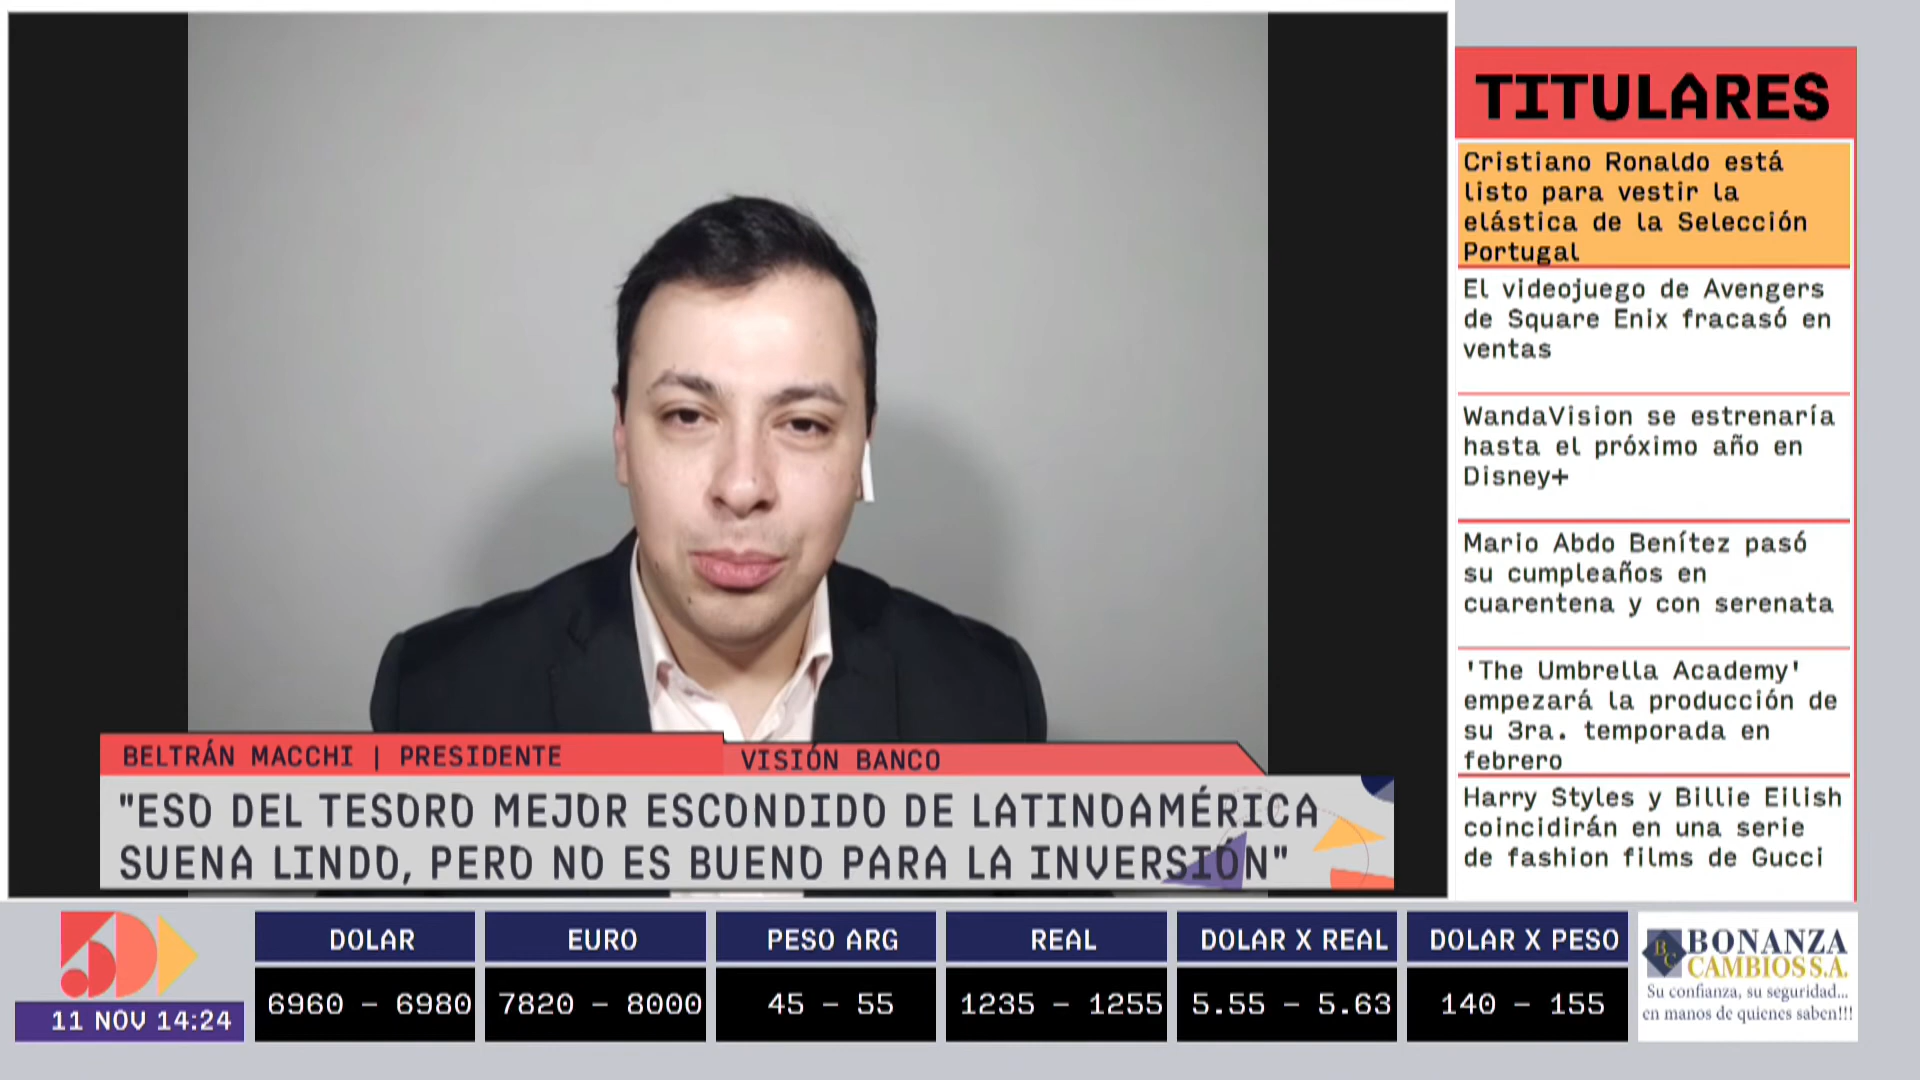 TITULARES
Cristiano Ronaldo está
listo para vestir la
elástica de la Selección
Portugal
El videojuego de Avengers
de Square Enix fracasó en
ventas
WandaVision se estrenaría
hasta el próximo año en
Disney+
Mario Abdo Benítez pasó
su cumpleaños en
cuarentena y con serenata
'The Umbrella Academy'
empezará la producción de
su 3ra. temporada en
febrero
Harry Styles y Billie Eilish
coincidirán en una serie
de fashion films de Gucci
BELTRÁN MACCHI | PRESIDENTE
VISIÓN BANCO
"ESO DEL TESORO MEJOR ESCONDIDO DE LATINOAMÉRICA
SUENA LINDO, PERO NO ES BUENO PARA LA INVERSIÓN"
5D
11 NOV 14:24
DOLAR
6960 - 6980
EURO
7820 - 8000
PESO ARG
45 - 55
REAL
1235 - 1255
DOLAR X REAL
5.55 - 5.63
DOLAR X PESO
140 - 155
BC
BONANZA
CAMBIOS S.A.
Su confianza, su seguridad...
en manos de quienes saben!!!